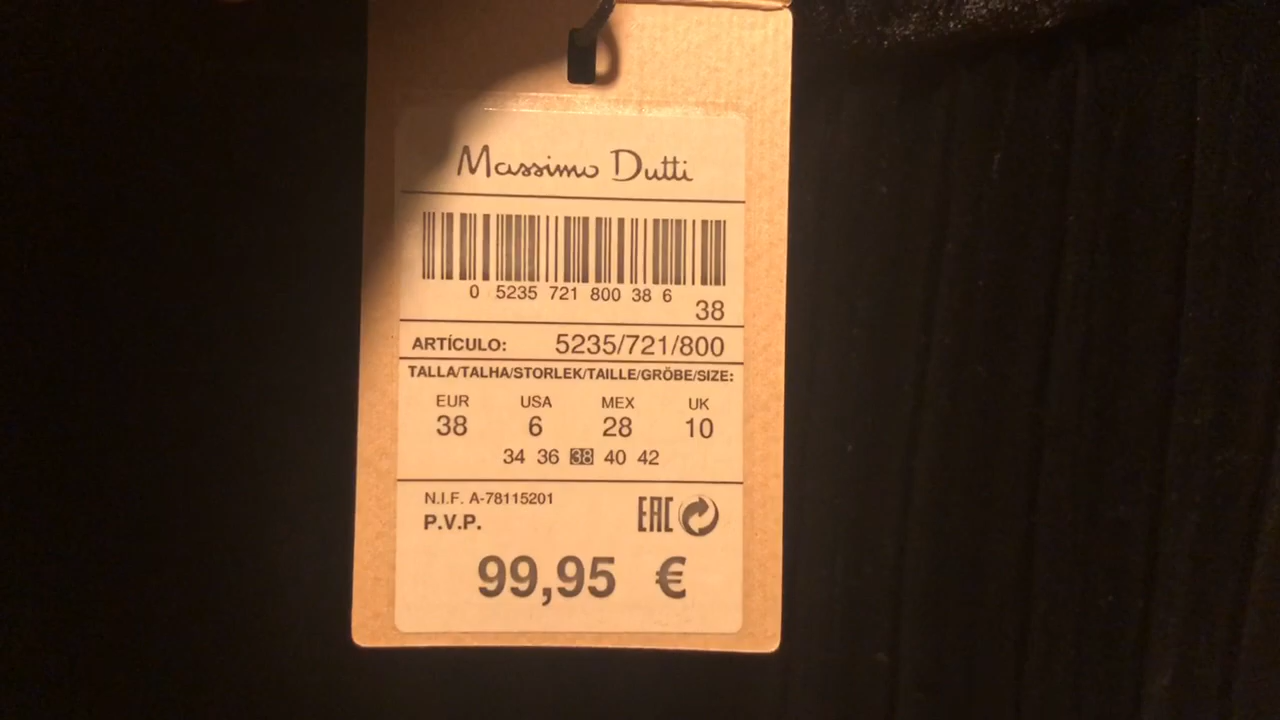 Massimo Dutti
0 5235 721 800 38 6
38
ARTÍCULO: 5235/721/800
TALLA/TALHA/STORLEK/TAILLE/GRÖBE/SIZE:
EUR USA MEX UK
38 6 28 10
34 36 38 40 42
N.I.F. A-78115201
P.V.P. EAC
99,95 €